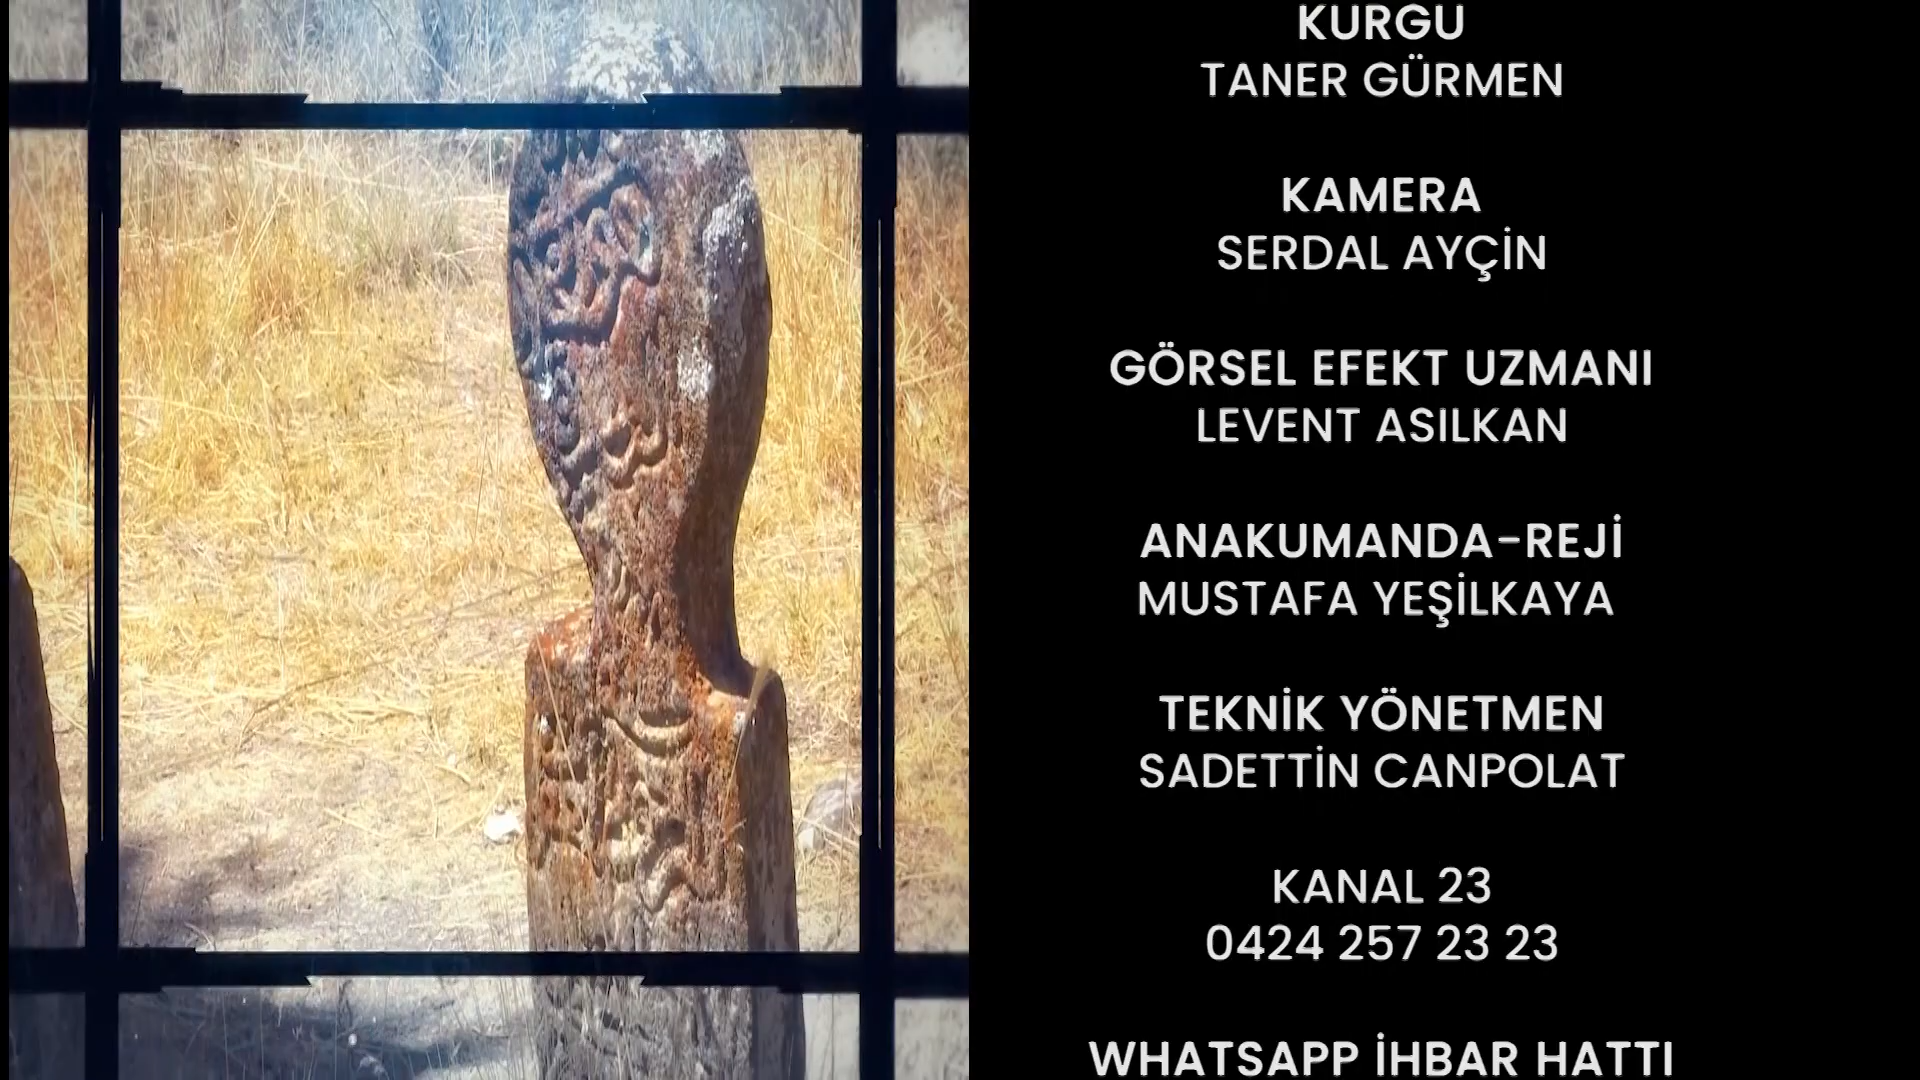 KURGU
TANER GÜRMEN
KAMERA
SERDAL AYÇİN
GÖRSEL EFEKT UZMANI
LEVENT ASILKAN
ANAKUMANDA-REJİ
MUSTAFA YEŞİLKAYA
TEKNİK YÖNETMEN
SADETTİN CANPOLAT
KANAL 23
0424 257 23 23
WHATSAPP İHBAR HATTI